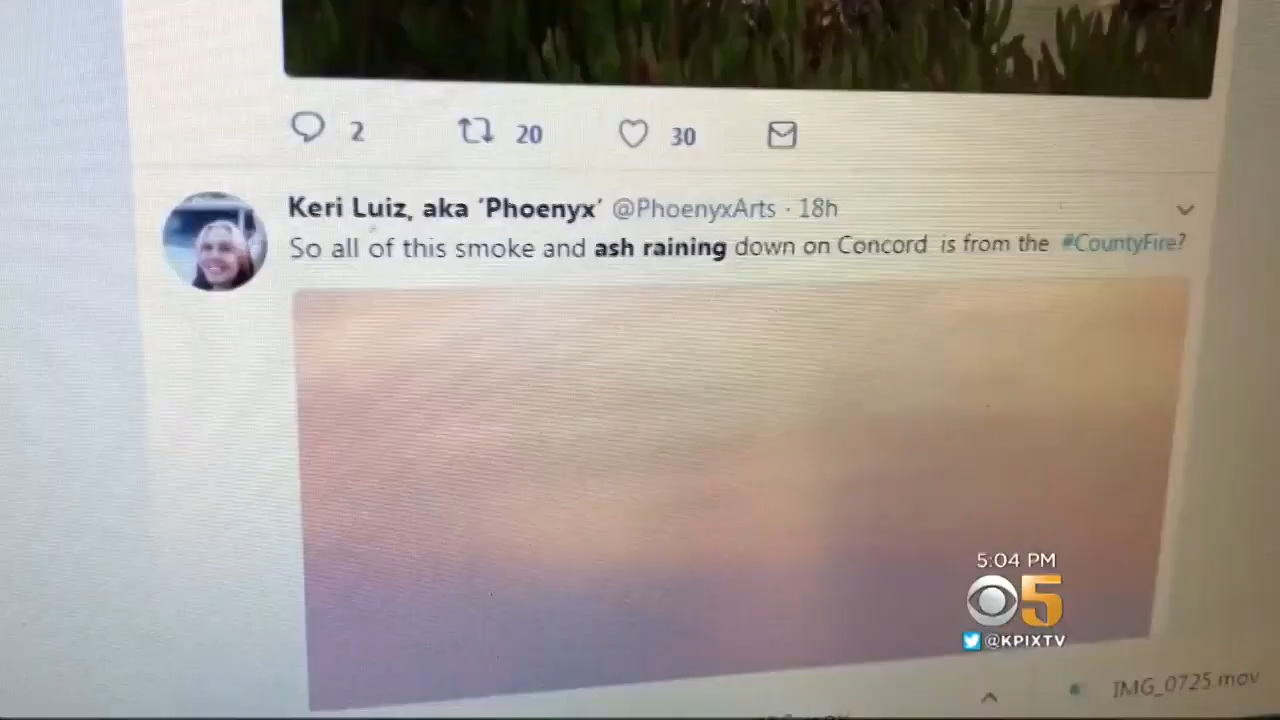 2 20 30
Keri Luiz, aka ‘Phoenyx’ @PhoenyxArts · 18h
So all of this smoke and ash raining down on Concord is from the #CountyFire?
5:04 PM
5
@KPIXTV
IMG_0725.mov